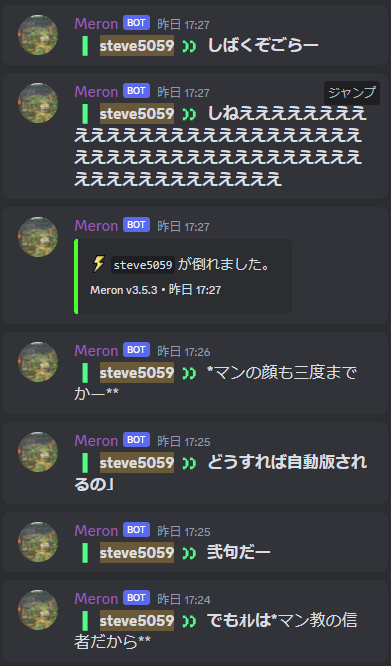 Meron BOT 昨日 17:27
steve5059 》 しばくぞごらー
Meron BOT 昨日 17:27
ジャンプ
steve5059 》 しねええええええええ
ええええええええええええええええええ
ええええええええええええええええええ
えええええええええええええ
Meron BOT 昨日 17:27
⚡ steve5059 が倒れました。
Meron v3.5.3・昨日 17:27
Meron BOT 昨日 17:26
steve5059 》 *マンの顔も三度まで
かー**
Meron BOT 昨日 17:25
steve5059 》 どうすれば自動版され
るの」
Meron BOT 昨日 17:25
steve5059 》 弐句だー
Meron BOT 昨日 17:24
steve5059 》 でもオレは*マン教の信
者だから**